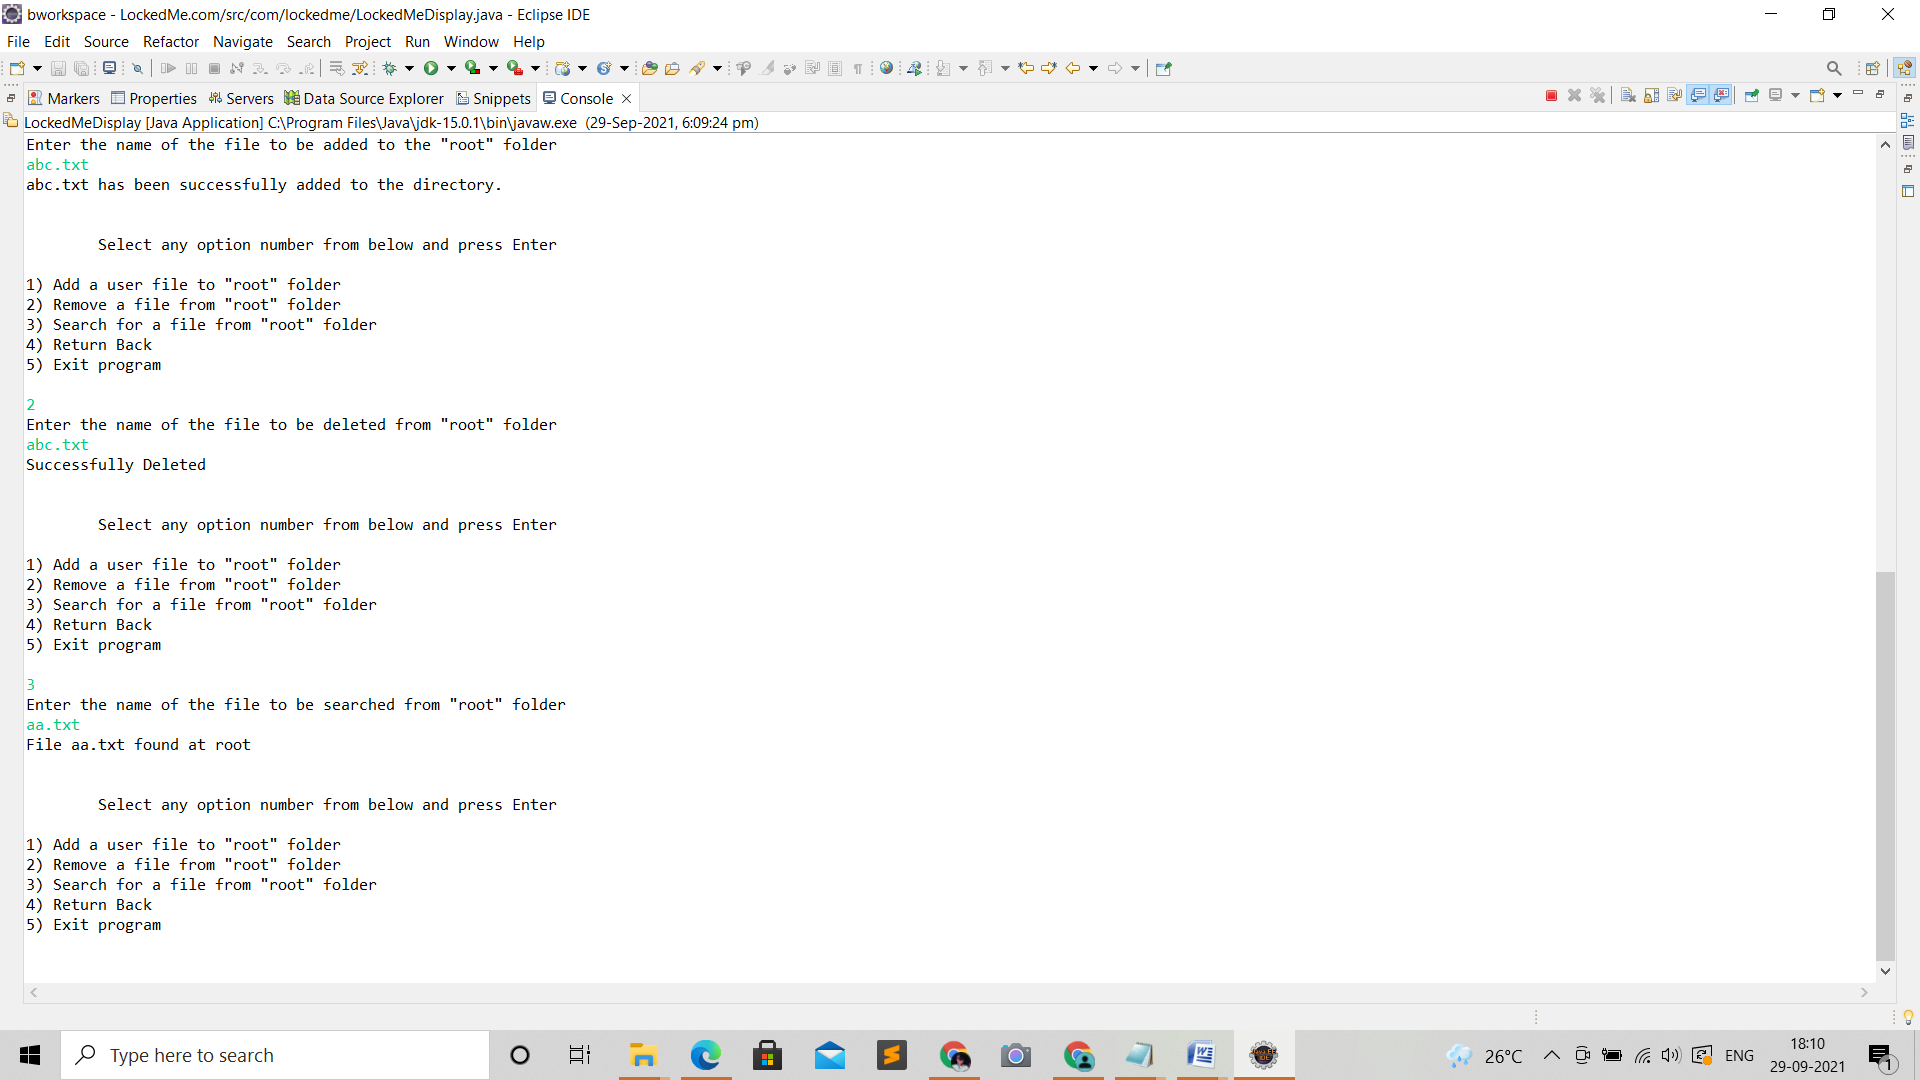 bworkspace - LockedMe.com/src/com/lockedme/LockedMeDisplay.java - Eclipse IDE
File Edit Source Refactor Navigate Search Project Run Window Help
Markers Properties Servers Data Source Explorer Snippets Console
LockedMeDisplay [Java Application] C:\Program Files\Java\jdk-15.0.1\bin\javaw.exe (29-Sep-2021, 6:09:24 pm)
Enter the name of the file to be added to the "root" folder
abc.txt
abc.txt has been successfully added to the directory.
Select any option number from below and press Enter
1) Add a user file to "root" folder
2) Remove a file from "root" folder
3) Search for a file from "root" folder
4) Return Back
5) Exit program
2
Enter the name of the file to be deleted from "root" folder
abc.txt
Successfully Deleted
Select any option number from below and press Enter
1) Add a user file to "root" folder
2) Remove a file from "root" folder
3) Search for a file from "root" folder
4) Return Back
5) Exit program
3
Enter the name of the file to be searched from "root" folder
aa.txt
File aa.txt found at root
Select any option number from below and press Enter
1) Add a user file to "root" folder
2) Remove a file from "root" folder
3) Search for a file from "root" folder
4) Return Back
5) Exit program
Type here to search
26°C
ENG
18:10
29-09-2021
1